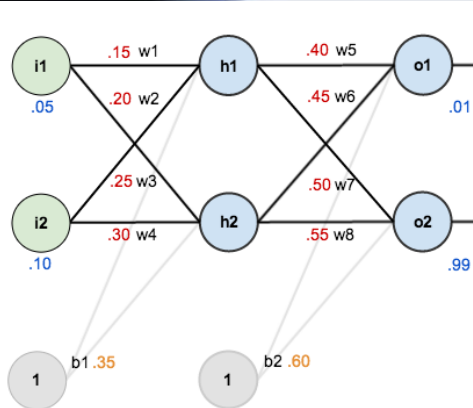 .15 w1
.40 w5
i1
h1
o1
.20 w2
.45 w6
.05
.01
.25 w3
.50 w7
i2
h2
o2
.30 w4
.55 w8
.10
.99
b1 .35
b2 .60
1
1